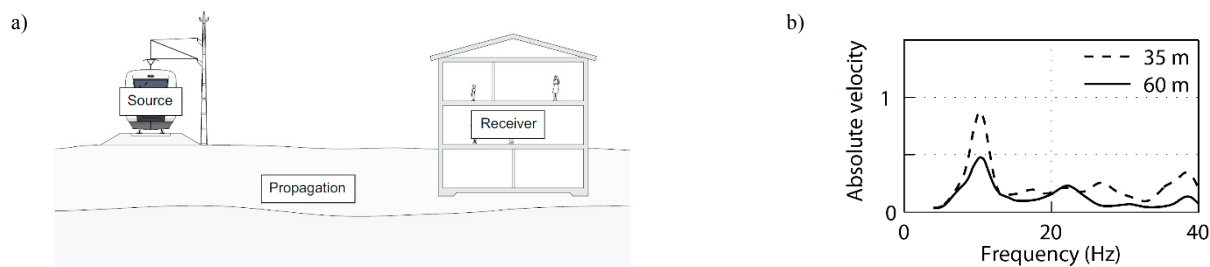 a)
Source
Receiver
Propagation
b)
Absolute velocity
1
0
0
20
40
Frequency (Hz)
35 m
60 m